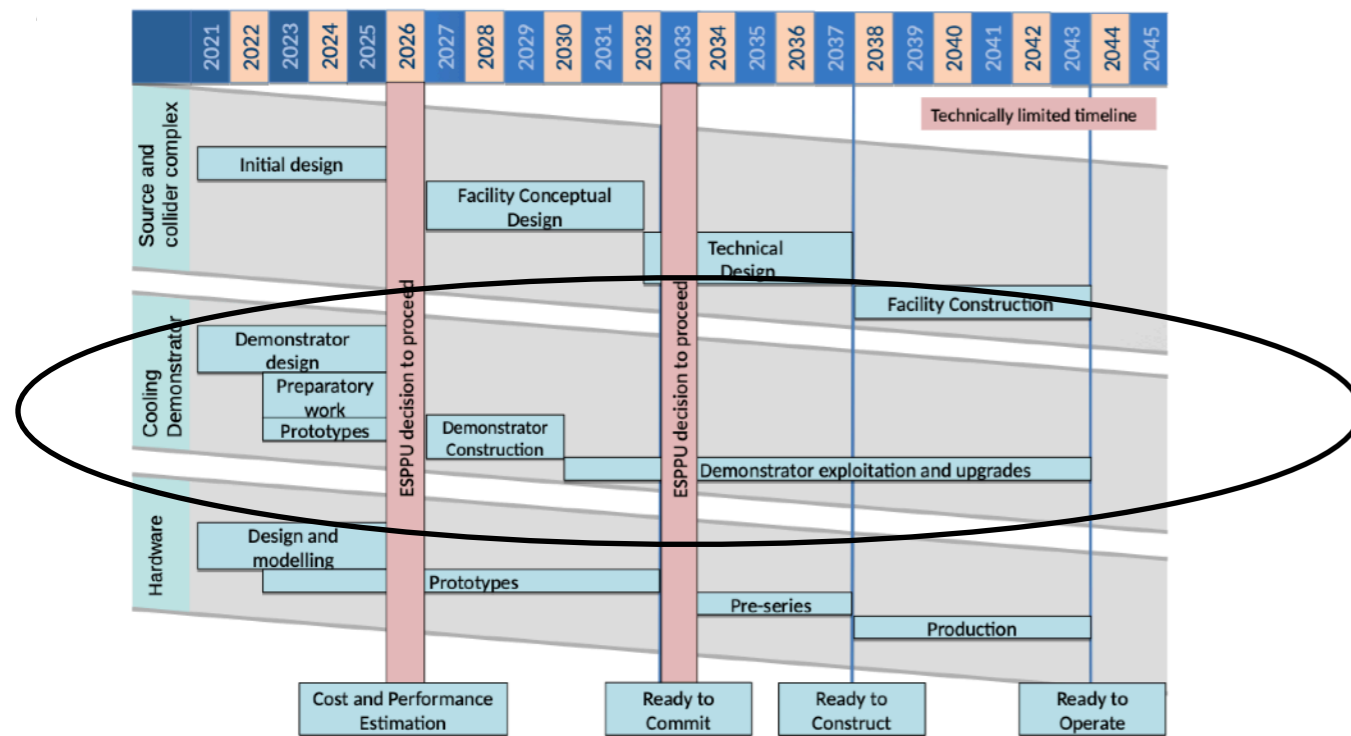 2021 2022 2023 2024 2025 2026 2027 2028 2029 2030 2031 2032 2033 2034 2035 2036 2037 2038 2039 2040 2041 2042 2043 2044 2045
Technically limited timeline
Source and
collider complex
Initial design
Facility Conceptual
Design
Technical
Design
Facility Construction
ESPPU decision to proceed
ESPPU decision to proceed
Cooling
Demonstrator
Demonstrator
design
Preparatory
work
Prototypes
Demonstrator
Construction
Demonstrator exploitation and upgrades
Hardware
Design and
modelling
Prototypes
Pre-series
Production
Cost and Performance
Estimation
Ready to
Commit
Ready to
Construct
Ready to
Operate